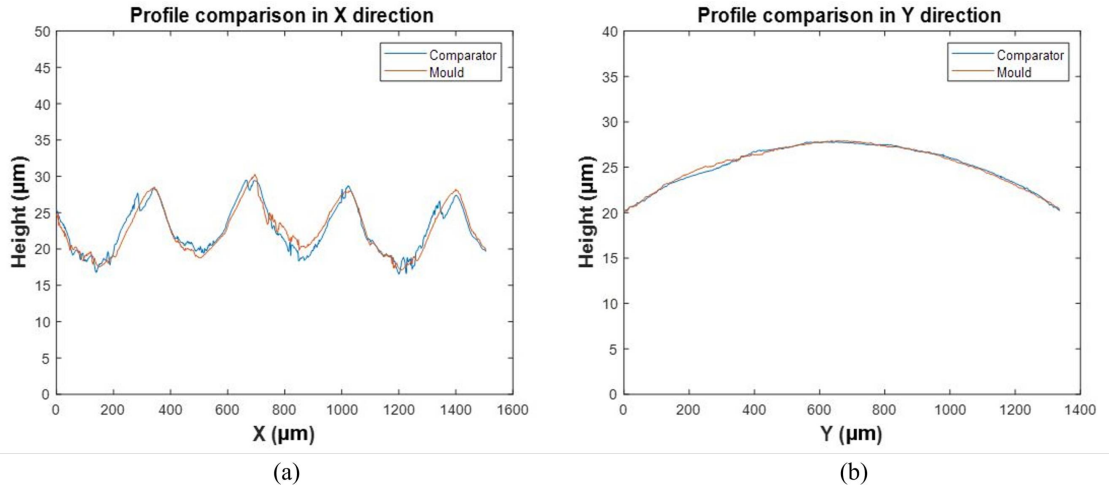 Profile comparison in X direction
50
45
40
35
30
25
20
15
10
5
0
Height (µm)
Comparator
Mould
0 200 400 600 800 1000 1200 1400 1600
X (µm)
(a)
Profile comparison in Y direction
40
35
30
25
20
15
10
5
0
Height (µm)
Comparator
Mould
0 200 400 600 800 1000 1200 1400
Y (µm)
(b)